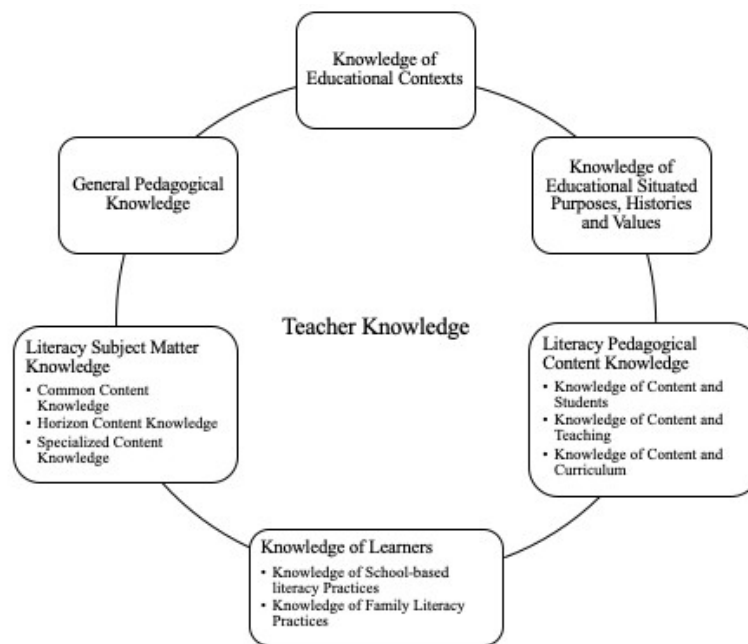 Knowledge of
Educational Contexts
General Pedagogical
Knowledge
Knowledge of
Educational Situated
Purposes, Histories
and Values
Teacher Knowledge
Literacy Subject Matter
Knowledge
• Common Content
Knowledge
• Horizon Content Knowledge
• Specialized Content
Knowledge
Literacy Pedagogical
Content Knowledge
• Knowledge of Content and
Students
• Knowledge of Content and
Teaching
• Knowledge of Content and
Curriculum
Knowledge of Learners
• Knowledge of School-based
literacy Practices
• Knowledge of Family Literacy
Practices